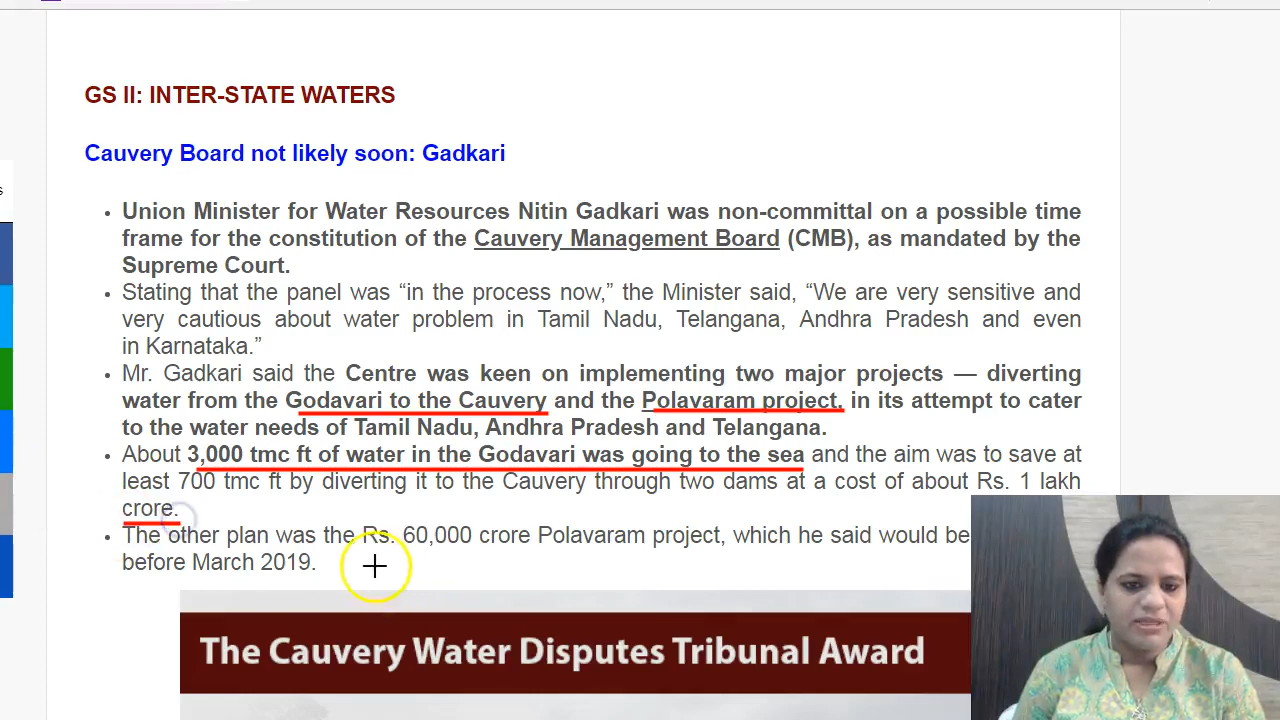 GS II: INTER-STATE WATERS
Cauvery Board not likely soon: Gadkari
• Union Minister for Water Resources Nitin Gadkari was non-committal on a possible time
frame for the constitution of the Cauvery Management Board (CMB), as mandated by the
Supreme Court.
• Stating that the panel was “in the process now,” the Minister said, “We are very sensitive and
very cautious about water problem in Tamil Nadu, Telangana, Andhra Pradesh and even
in Karnataka.”
• Mr. Gadkari said the Centre was keen on implementing two major projects — diverting
water from the Godavari to the Cauvery and the Polavaram project, in its attempt to cater
to the water needs of Tamil Nadu, Andhra Pradesh and Telangana.
• About 3,000 tmc ft of water in the Godavari was going to the sea and the aim was to save at
least 700 tmc ft by diverting it to the Cauvery through two dams at a cost of about Rs. 1 lakh
crore.
• The other plan was the Rs. 60,000 crore Polavaram project, which he said would be
before March 2019.
The Cauvery Water Disputes Tribunal Award